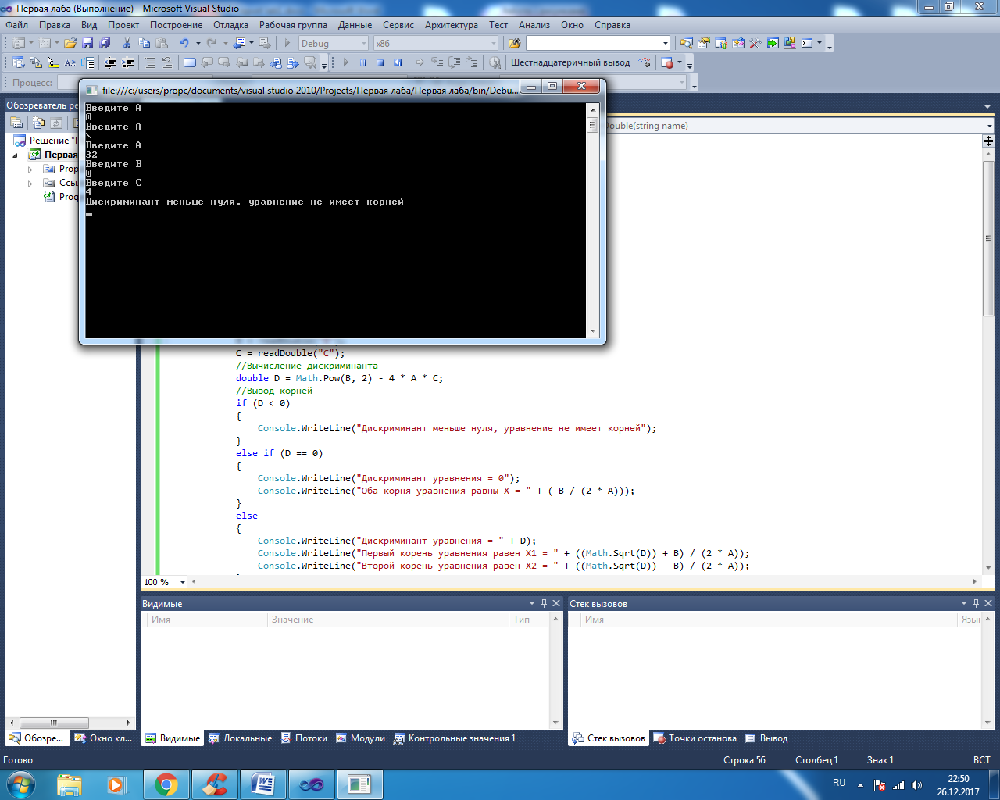 Первая лаба (Выполнение) - Microsoft Visual Studio
Файл Правка Вид Проект Построение Отладка Рабочая группа Данные Сервис Архитектура Тест Анализ Окно Справка
Debug x86
Шестнадцатеричный вывод
Процесс:
file:///c:/users/propc/documents/visual studio 2010/Projects/Первая лаба/Первая лаба/bin/Debu...
Введите A
0
Введите A
\
Введите A
32
Введите B
0
Введите C
4
Дискриминант меньше нуля, уравнение не имеет корней
Обозреватель ре
Double(string name)
Решение "П
Первая
Prop
Ссы
Prog
C = readDouble("C");
//Вычисление дискриминанта
double D = Math.Pow(B, 2) - 4 * A * C;
//Вывод корней
if (D < 0)
{
Console.WriteLine("Дискриминант меньше нуля, уравнение не имеет корней");
}
else if (D == 0)
{
Console.WriteLine("Дискриминант уравнения = 0");
Console.WriteLine("Оба корня уравнения равны X = " + (-B / (2 * A)));
}
else
{
Console.WriteLine("Дискриминант уравнения = " + D);
Console.WriteLine("Первый корень уравнения равен X1 = " + ((Math.Sqrt(D)) + B) / (2 * A));
Console.WriteLine("Второй корень уравнения равен X2 = " + ((Math.Sqrt(D)) - B) / (2 * A));
100 %
Видимые
Имя Значение Тип
Стек вызовов
Имя Язы
Обозре... Окно кл...
Видимые Локальные Потоки Модули Контрольные значения 1
Стек вызовов Точки останова Вывод
Готово Строка 56 Столбец 1 Знак 1 ВСТ
RU 22:50
26.12.2017